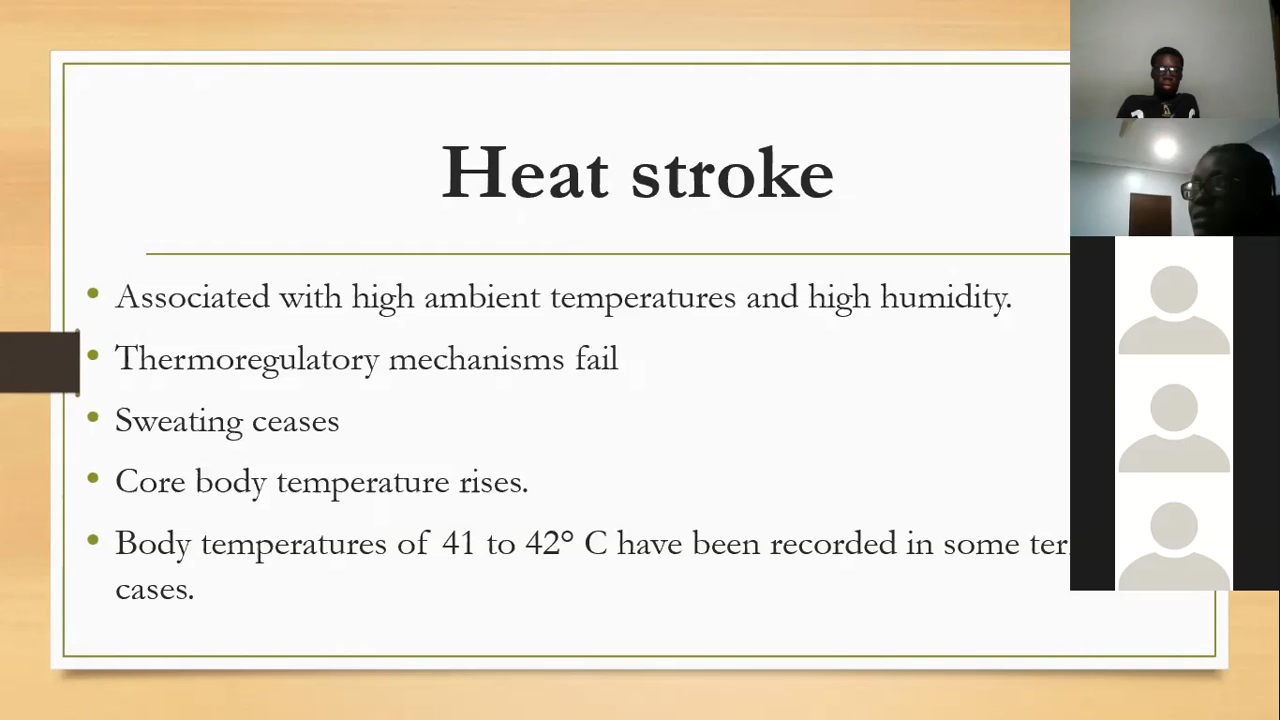 Heat stroke
• Associated with high ambient temperatures and high humidity.
• Thermoregulatory mechanisms fail
• Sweating ceases
• Core body temperature rises.
• Body temperatures of 41 to 42° C have been recorded in some
cases.